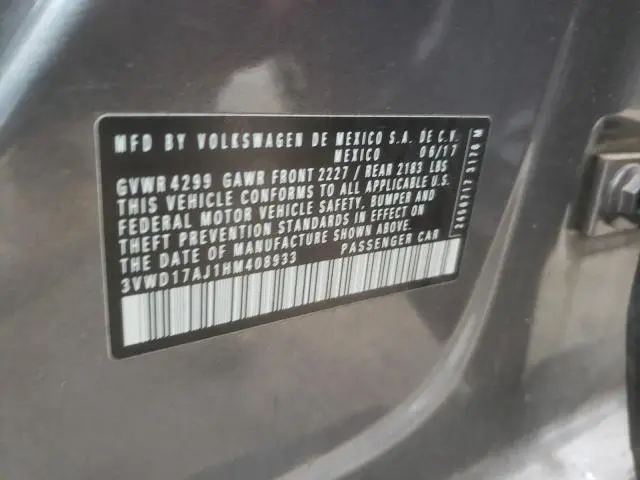 MFD BY VOLKSWAGEN DE MEXICO S.A. DE C.V.
MEXICO 06/17
GVWR 4299 GAWR FRONT 2227 / REAR 2183 LBS
THIS VEHICLE CONFORMS TO ALL APPLICABLE U.S.
FEDERAL MOTOR VEHICLE SAFETY, BUMPER AND
THEFT PREVENTION STANDARDS IN EFFECT ON
THE DATE OF MANUFACTURE SHOWN ABOVE.
3VWD17AJ1HM408933 PASSENGER CAR